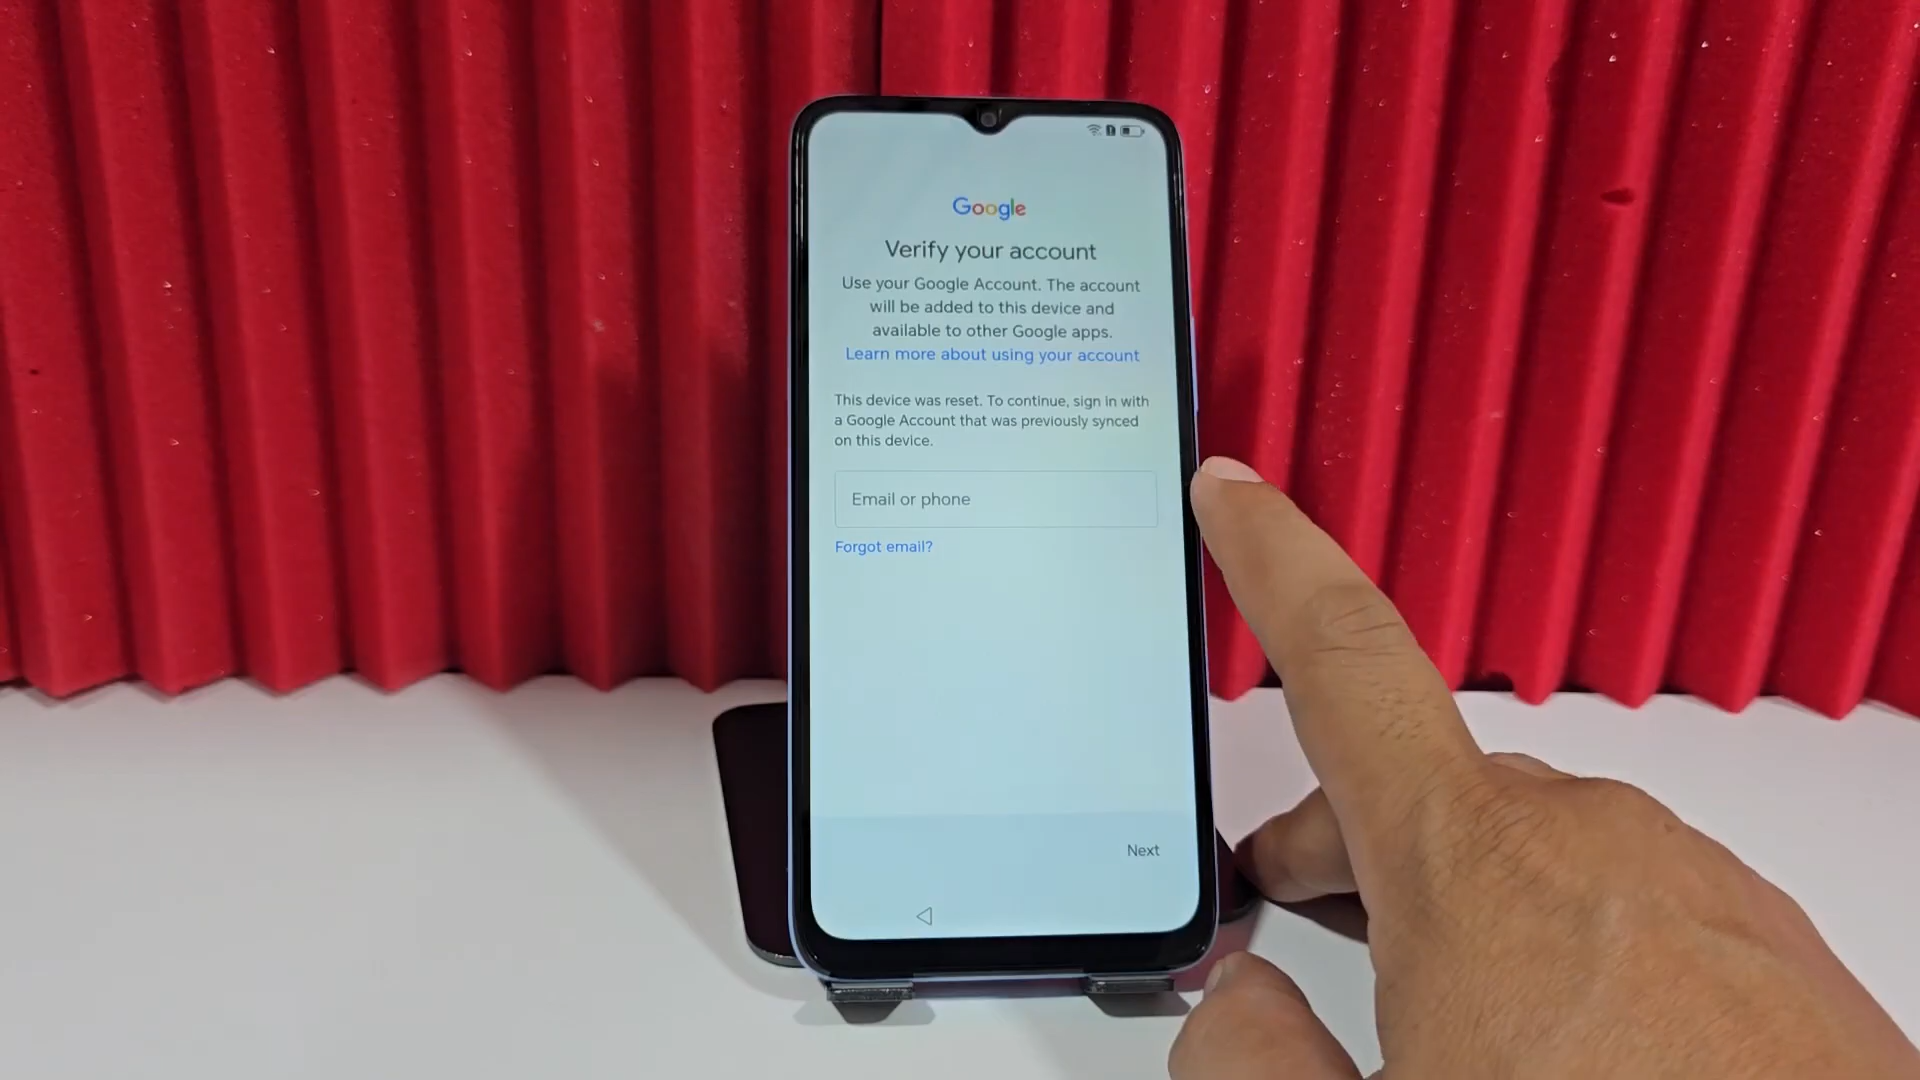 Google
Verify your account
Use your Google Account. The account
will be added to this device and
available to other Google apps.
Learn more about using your account
This device was reset. To continue, sign in with
a Google Account that was previously synced
on this device.
Email or phone
Forgot email?
Next